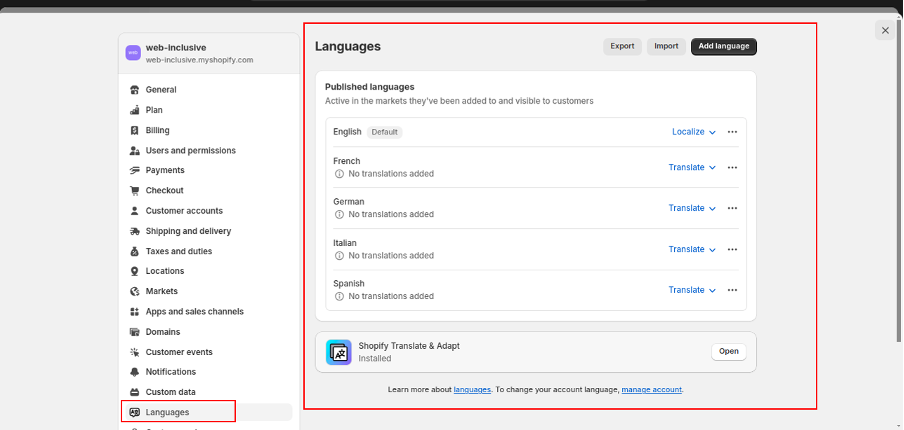 web-inclusive
web-inclusive.myshopify.com
General
Plan
Billing
Users and permissions
Payments
Checkout
Customer accounts
Shipping and delivery
Taxes and duties
Locations
Markets
Apps and sales channels
Domains
Customer events
Notifications
Custom data
Languages
Languages
Export Import Add language
Published languages
Active in the markets they've been added to and visible to customers
English Default Localize
French Translate
No translations added
German Translate
No translations added
Italian Translate
No translations added
Spanish Translate
No translations added
Shopify Translate & Adapt
Installed
Open
Learn more about languages. To change your account language, manage account.